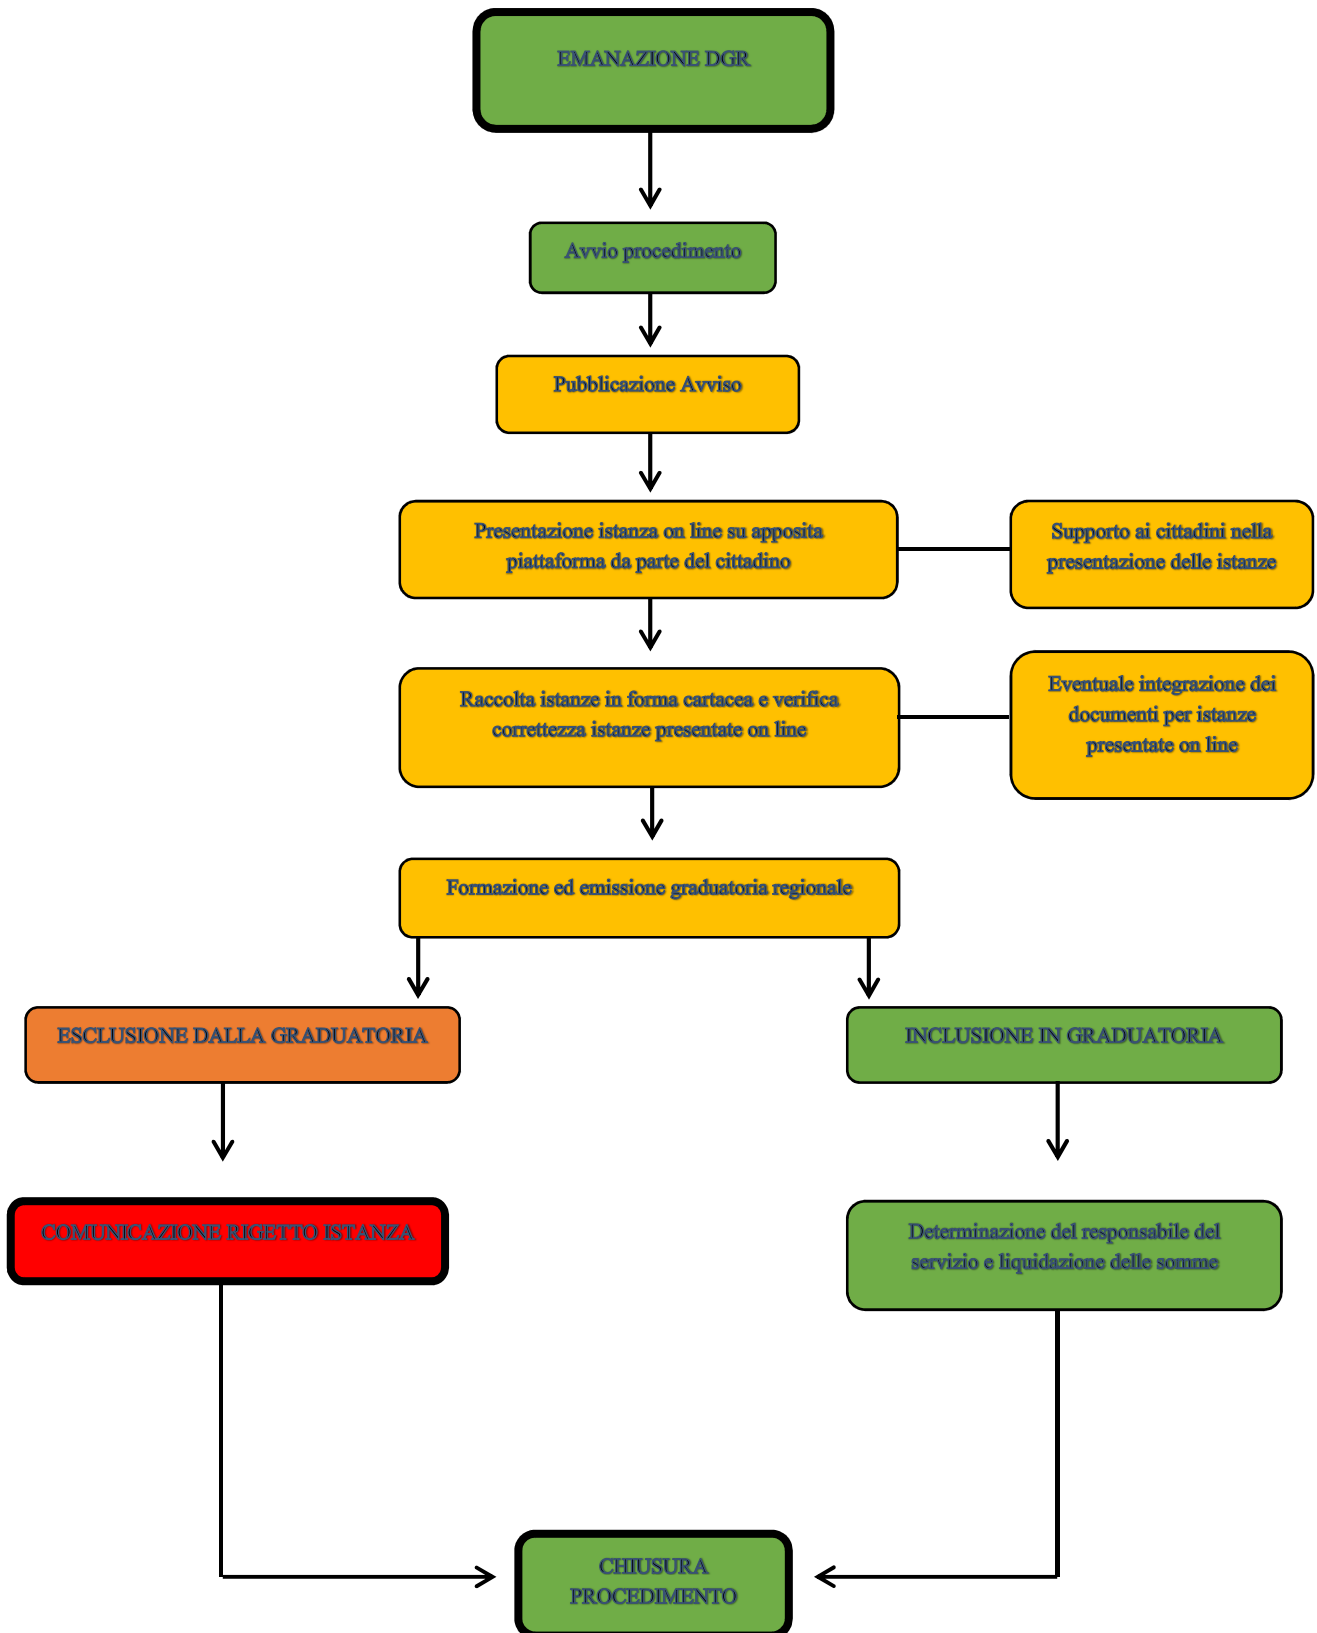 EMANAZIONE DGR
Avvio procedimento
Pubblicazione Avviso
Presentazione istanza on line su apposita
piattaforma da parte del cittadino
Supporto ai cittadini nella
presentazione delle istanze
Raccolta istanze in forma cartacea e verifica
correttezza istanze presentate on line
Eventuale integrazione dei
documenti per istanze
presentate on line
Formazione ed emissione graduatoria regionale
ESCLUSIONE DALLA GRADUATORIA
INCLUSIONE IN GRADUATORIA
COMUNICAZIONE RIGETTO ISTANZA
Determinazione del responsabile del
servizio e liquidazione delle somme
CHIUSURA
PROCEDIMENTO